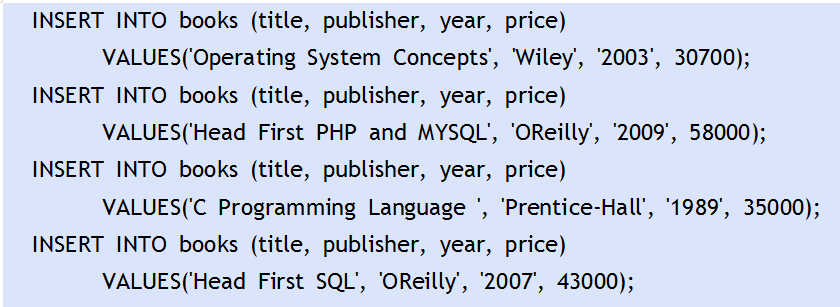 INSERT INTO books (title, publisher, year, price)
VALUES('Operating System Concepts', 'Wiley', '2003', 30700);
INSERT INTO books (title, publisher, year, price)
VALUES('Head First PHP and MYSQL', 'OReilly', '2009', 58000);
INSERT INTO books (title, publisher, year, price)
VALUES('C Programming Language ', 'Prentice-Hall', '1989', 35000);
INSERT INTO books (title, publisher, year, price)
VALUES('Head First SQL', 'OReilly', '2007', 43000);